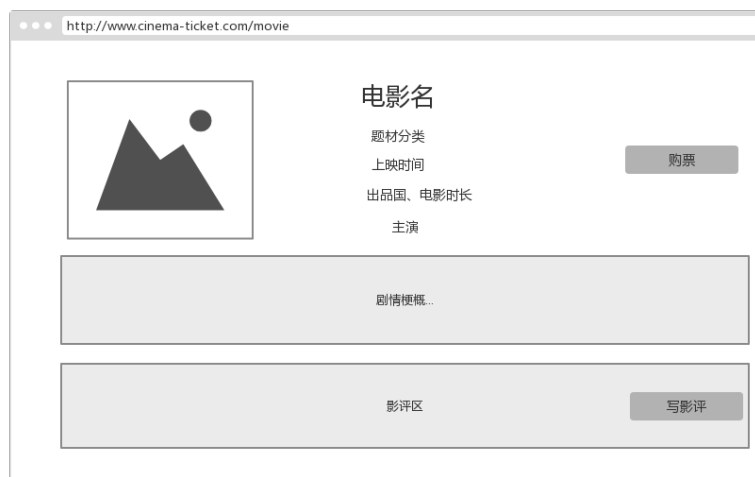 http://www.cinema-ticket.com/movie
电影名
题材分类
上映时间
购票
出品国、电影时长
主演
剧情梗概...
影评区
写影评